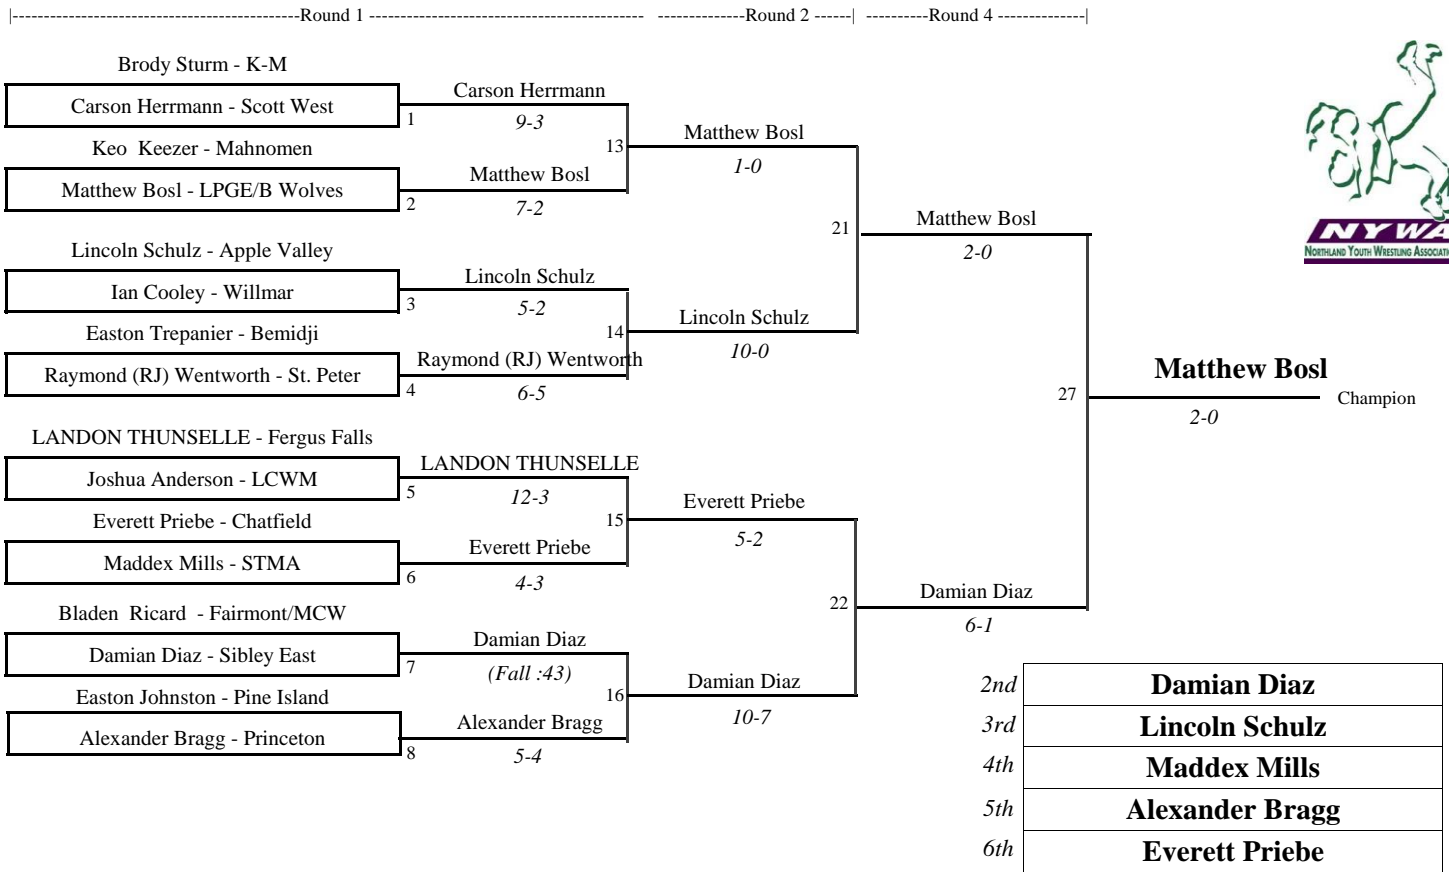 |----------------------------------------------Round 1 -------------------------------------------- --------------Round 2 ------| ----------Round 4 --------------|
Brody Sturm - K-M
Carson Herrmann - Scott West
1
Carson Herrmann
9-3
Keo  Keezer - Mahnomen
Matthew Bosl - LPGE/B Wolves
2
Matthew Bosl
7-2
13
Matthew Bosl
1-0
Lincoln Schulz - Apple Valley
Ian Cooley - Willmar
3
Lincoln Schulz
5-2
Easton Trepanier - Bemidji
Raymond (RJ) Wentworth - St. Peter
4
Raymond (RJ) Wentworth
6-5
14
Lincoln Schulz
10-0
21
Matthew Bosl
2-0
LANDON THUNSELLE - Fergus Falls
Joshua Anderson - LCWM
5
LANDON THUNSELLE
12-3
Everett Priebe - Chatfield
Maddex Mills - STMA
6
Everett Priebe
4-3
15
Everett Priebe
5-2
Bladen  Ricard  - Fairmont/MCW
Damian Diaz - Sibley East
7
Damian Diaz
(Fall :43)
Easton Johnston - Pine Island
Alexander Bragg - Princeton
8
Alexander Bragg
5-4
16
Damian Diaz
10-7
22
Damian Diaz
6-1
27
Matthew Bosl
Champion
2-0
NYWA
NORTHLAND YOUTH WRESTLING ASSOCIATI
2nd Damian Diaz
3rd Lincoln Schulz
4th Maddex Mills
5th Alexander Bragg
6th Everett Priebe